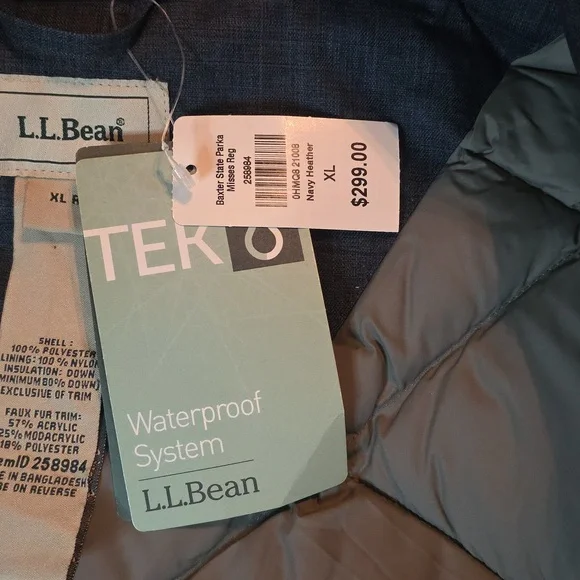 L.L.Bean®
XL R
Baxter State Parka
Misses Reg
258984
0HMQ8 21008
Navy Heather
XL
$299.00
TEK
Waterproof
System
L.L.Bean
SHELL:
100% POLYESTER
LINING: 100% NYLON
INSULATION: DOWN
MINIMUM 80% DOWN
EXCLUSIVE OF TRIM
FAUX FUR TRIM:
57% ACRYLIC
25% MODACRYLIC
18% POLYESTER
emID 258984
E IN BANGLADESH
BE ON REVERSE